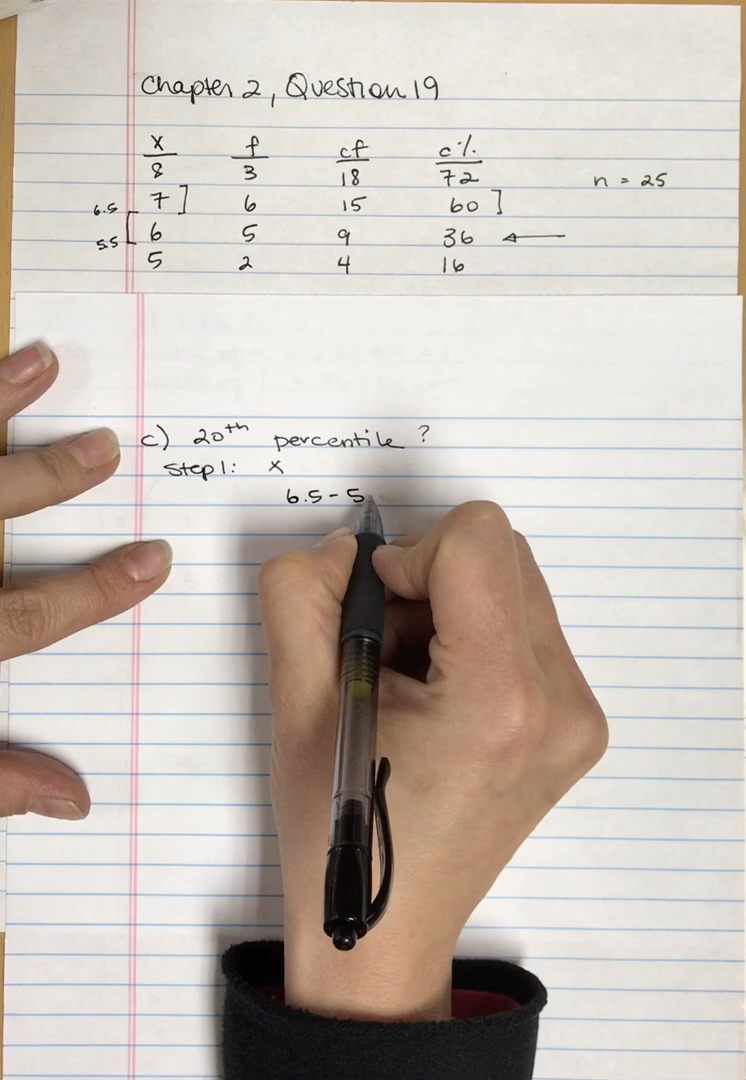 Chapter 2, Question 19
x f cf c%
8 3 18 72 n = 25
6.5 7 ] 6 15 60 ]
5.5 [ 6 5 9 36 ←
5 2 4 16
c) 20th percentile ?
Step 1: x
6.5 - 5